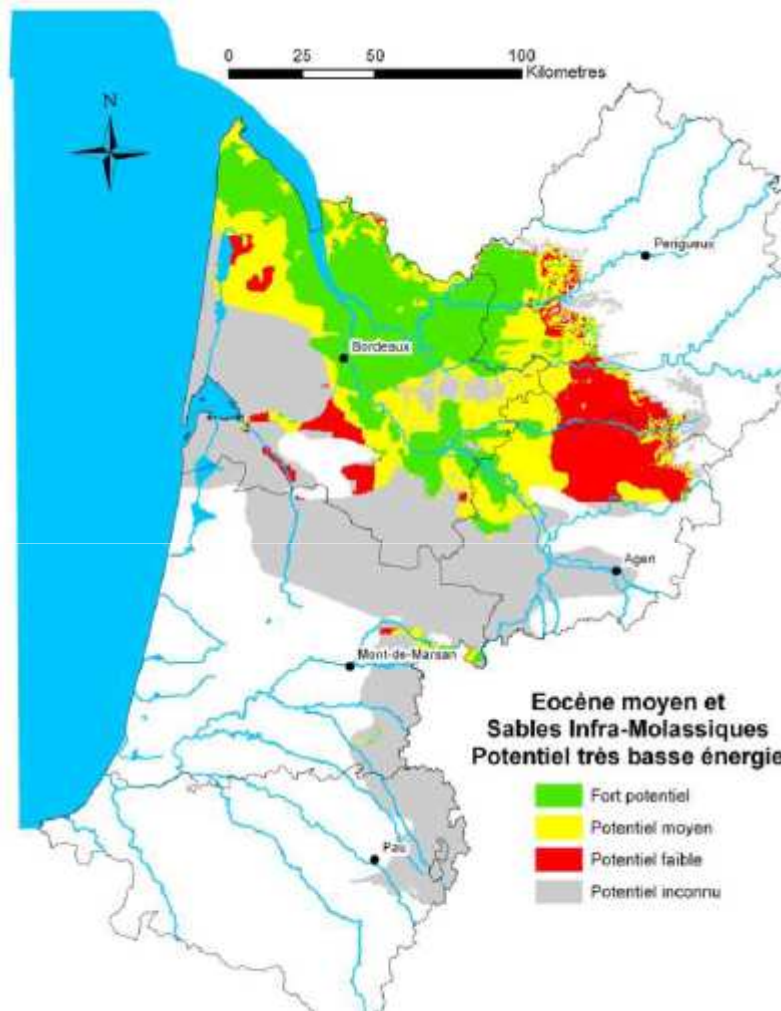 0 25 50 100
Kilometres
N
Perigueux
Bordeaux
Agen
Mont-de-Marsan
Eocène moyen et
Sables Infra-Molassiques
Potentiel très basse énergie
Fort potentiel
Potentiel moyen
Pau
Potentiel faible
Potentiel inconnu